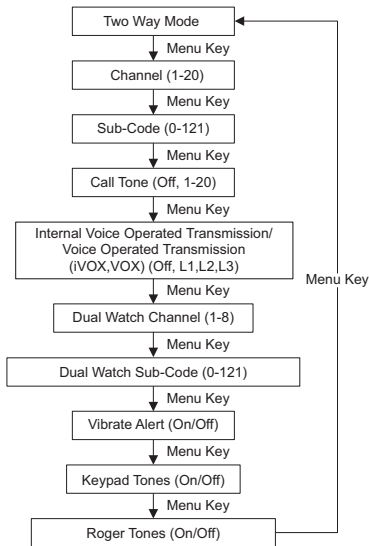 Two Way Mode
Menu Key
Channel (1-20)
Menu Key
Sub-Code (0-121)
Menu Key
Call Tone (Off, 1-20)
Menu Key
Internal Voice Operated Transmission/
Voice Operated Transmission
(iVOX,VOX) (Off, L1,L2,L3)
Menu Key
Dual Watch Channel (1-8)
Menu Key
Dual Watch Sub-Code (0-121)
Menu Key
Vibrate Alert (On/Off)
Menu Key
Keypad Tones (On/Off)
Menu Key
Roger Tones (On/Off)
Menu Key